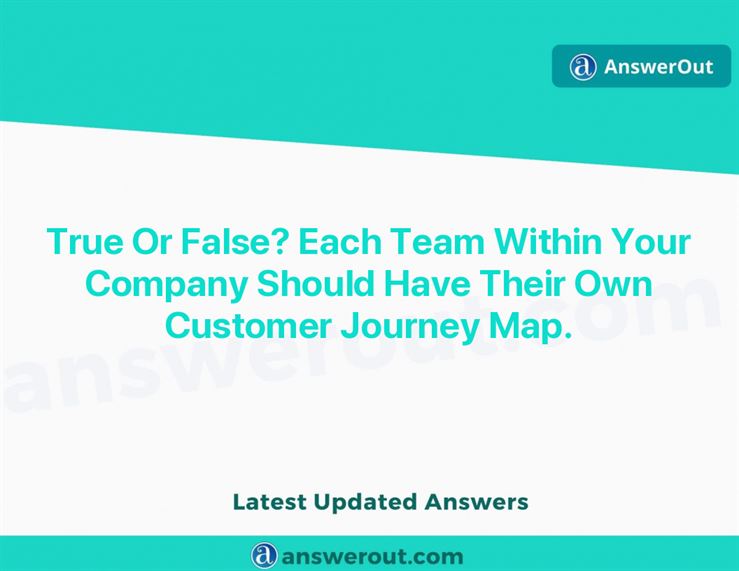 AnswerOut
True Or False? Each Team Within Your
Company Should Have Their Own
Customer Journey Map.
answerout.com
Latest Updated Answers
answerout.com